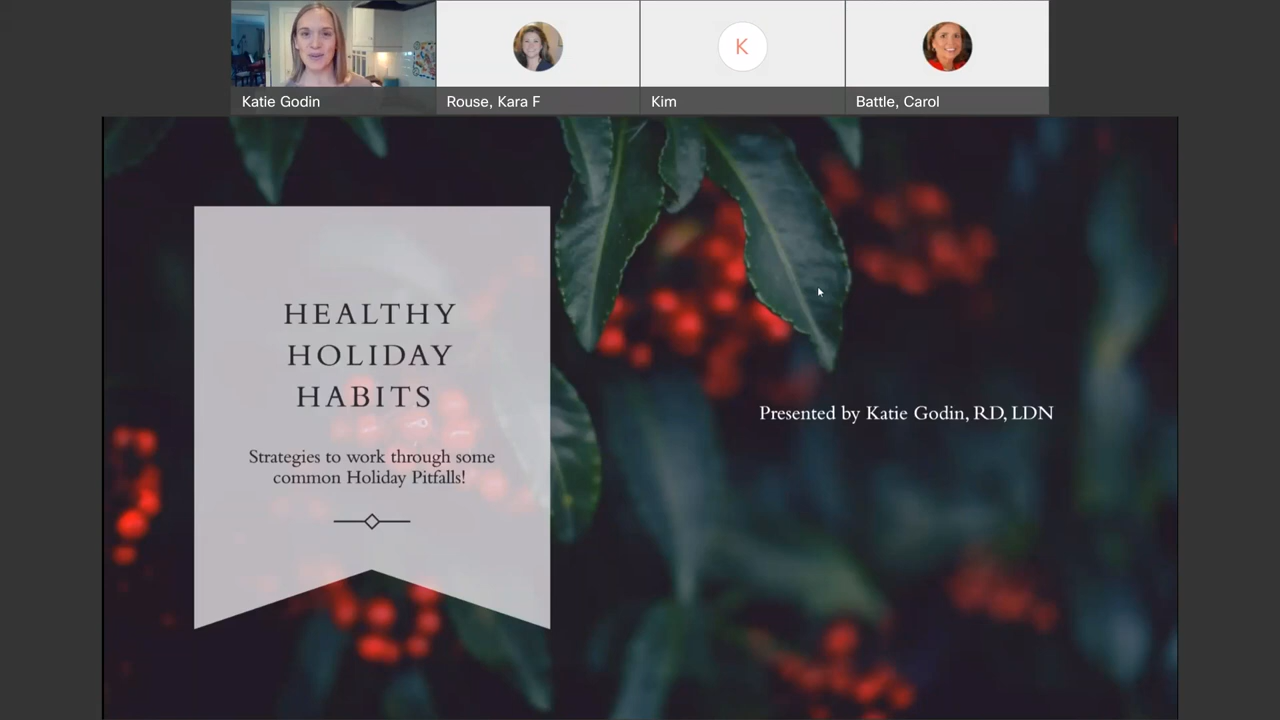 Katie Godin
Rouse, Kara F
K
Kim
Battle, Carol
HEALTHY
HOLIDAY
HABITS
Strategies to work through some
common Holiday Pitfalls!
Presented by Katie Godin, RD, LDN